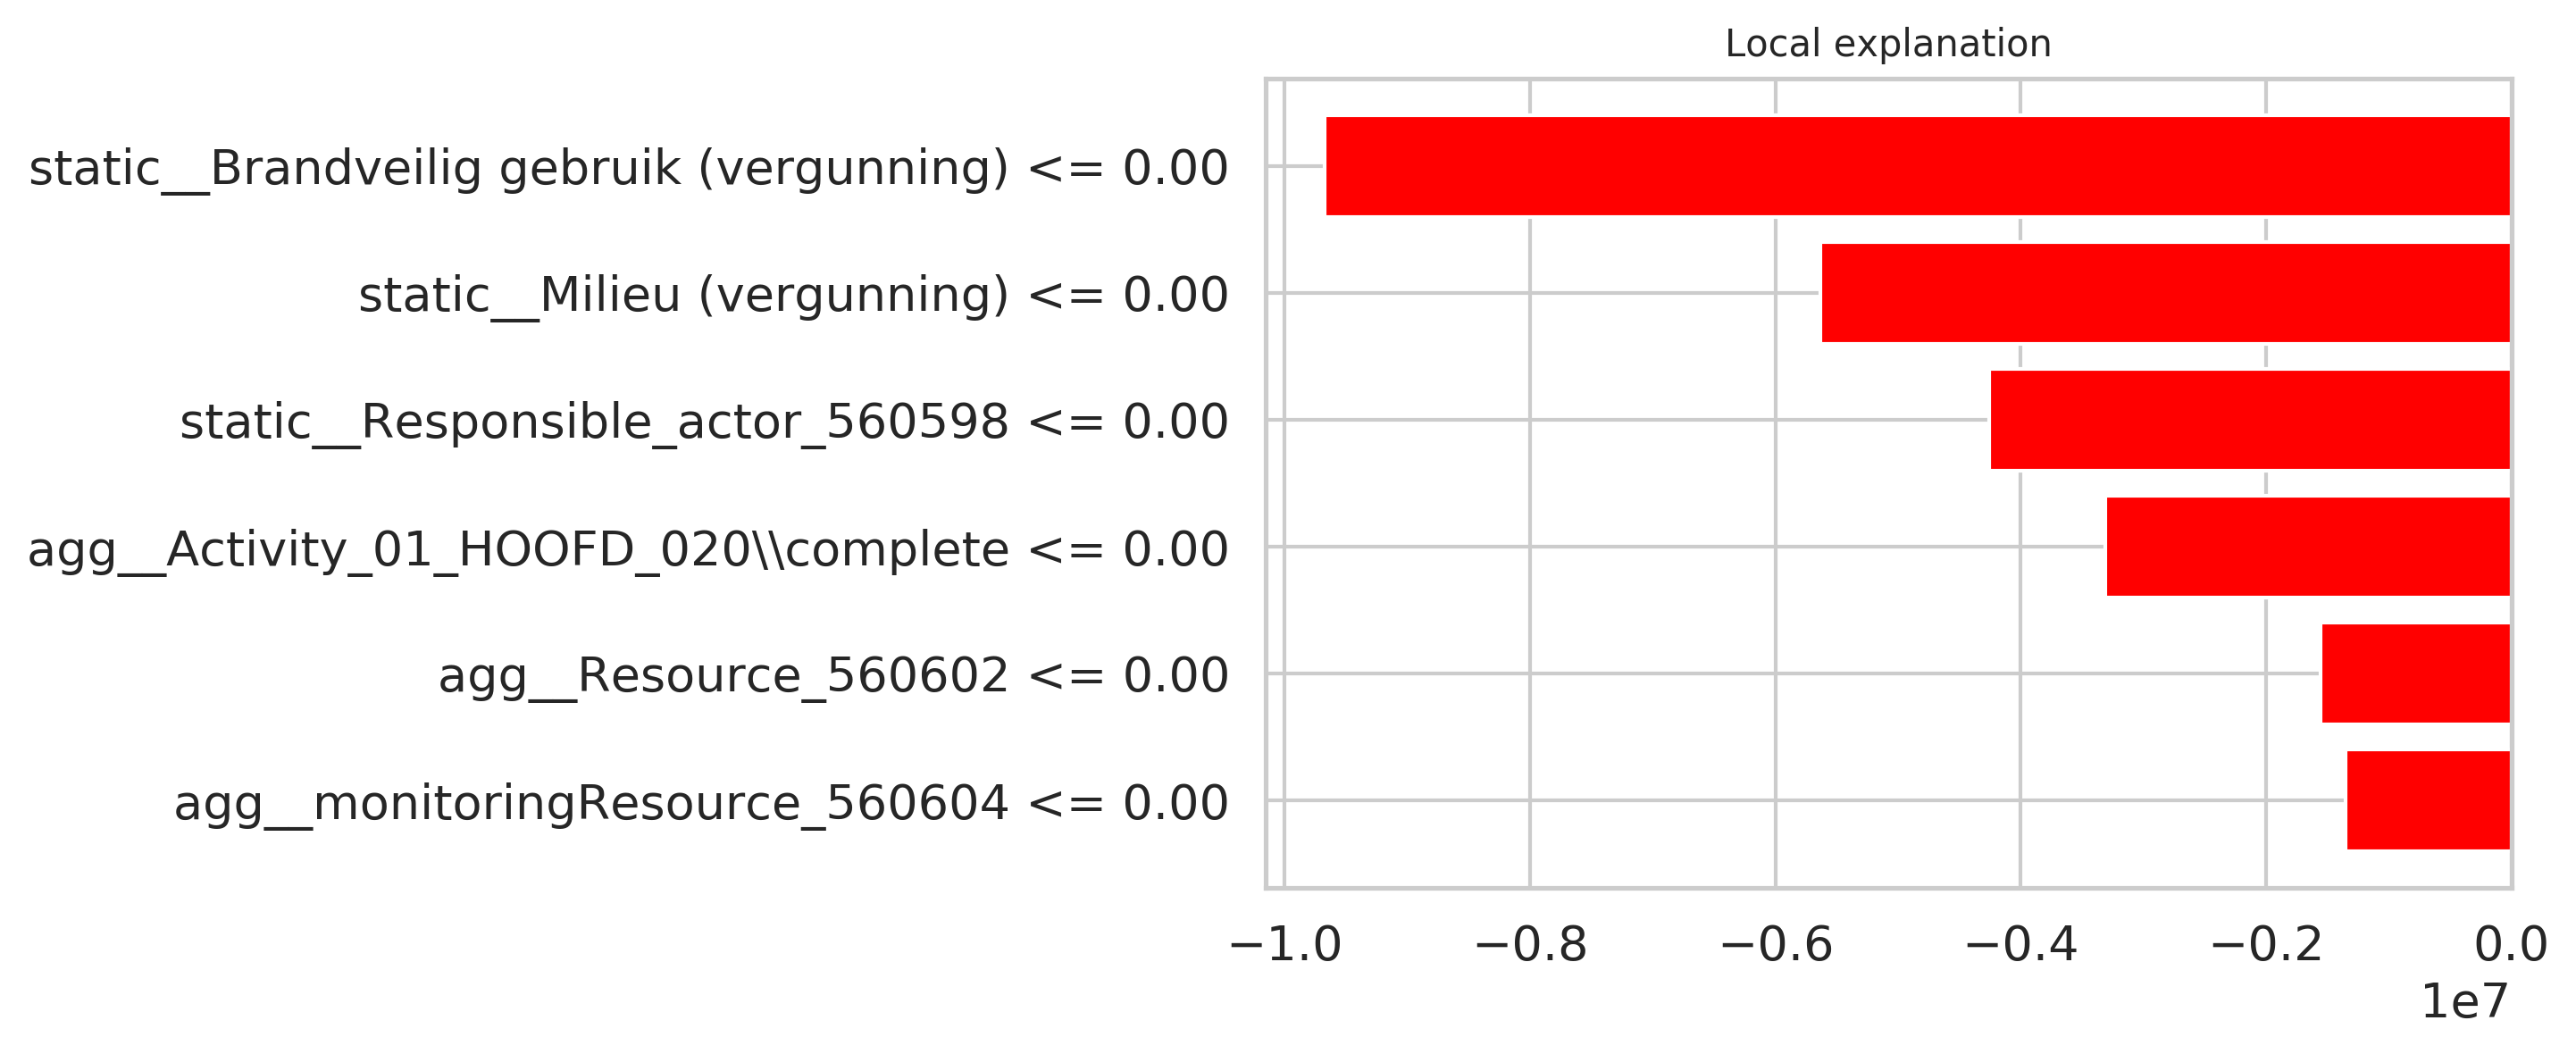 Local explanation
static__Brandveilig gebruik (vergunning) <= 0.00
static__Milieu (vergunning) <= 0.00
static__Responsible_actor_560598 <= 0.00
agg__Activity_01_HOOFD_020\\complete <= 0.00
agg__Resource_560602 <= 0.00
agg__monitoringResource_560604 <= 0.00
−1.0 −0.8 −0.6 −0.4 −0.2 0.0
1e7